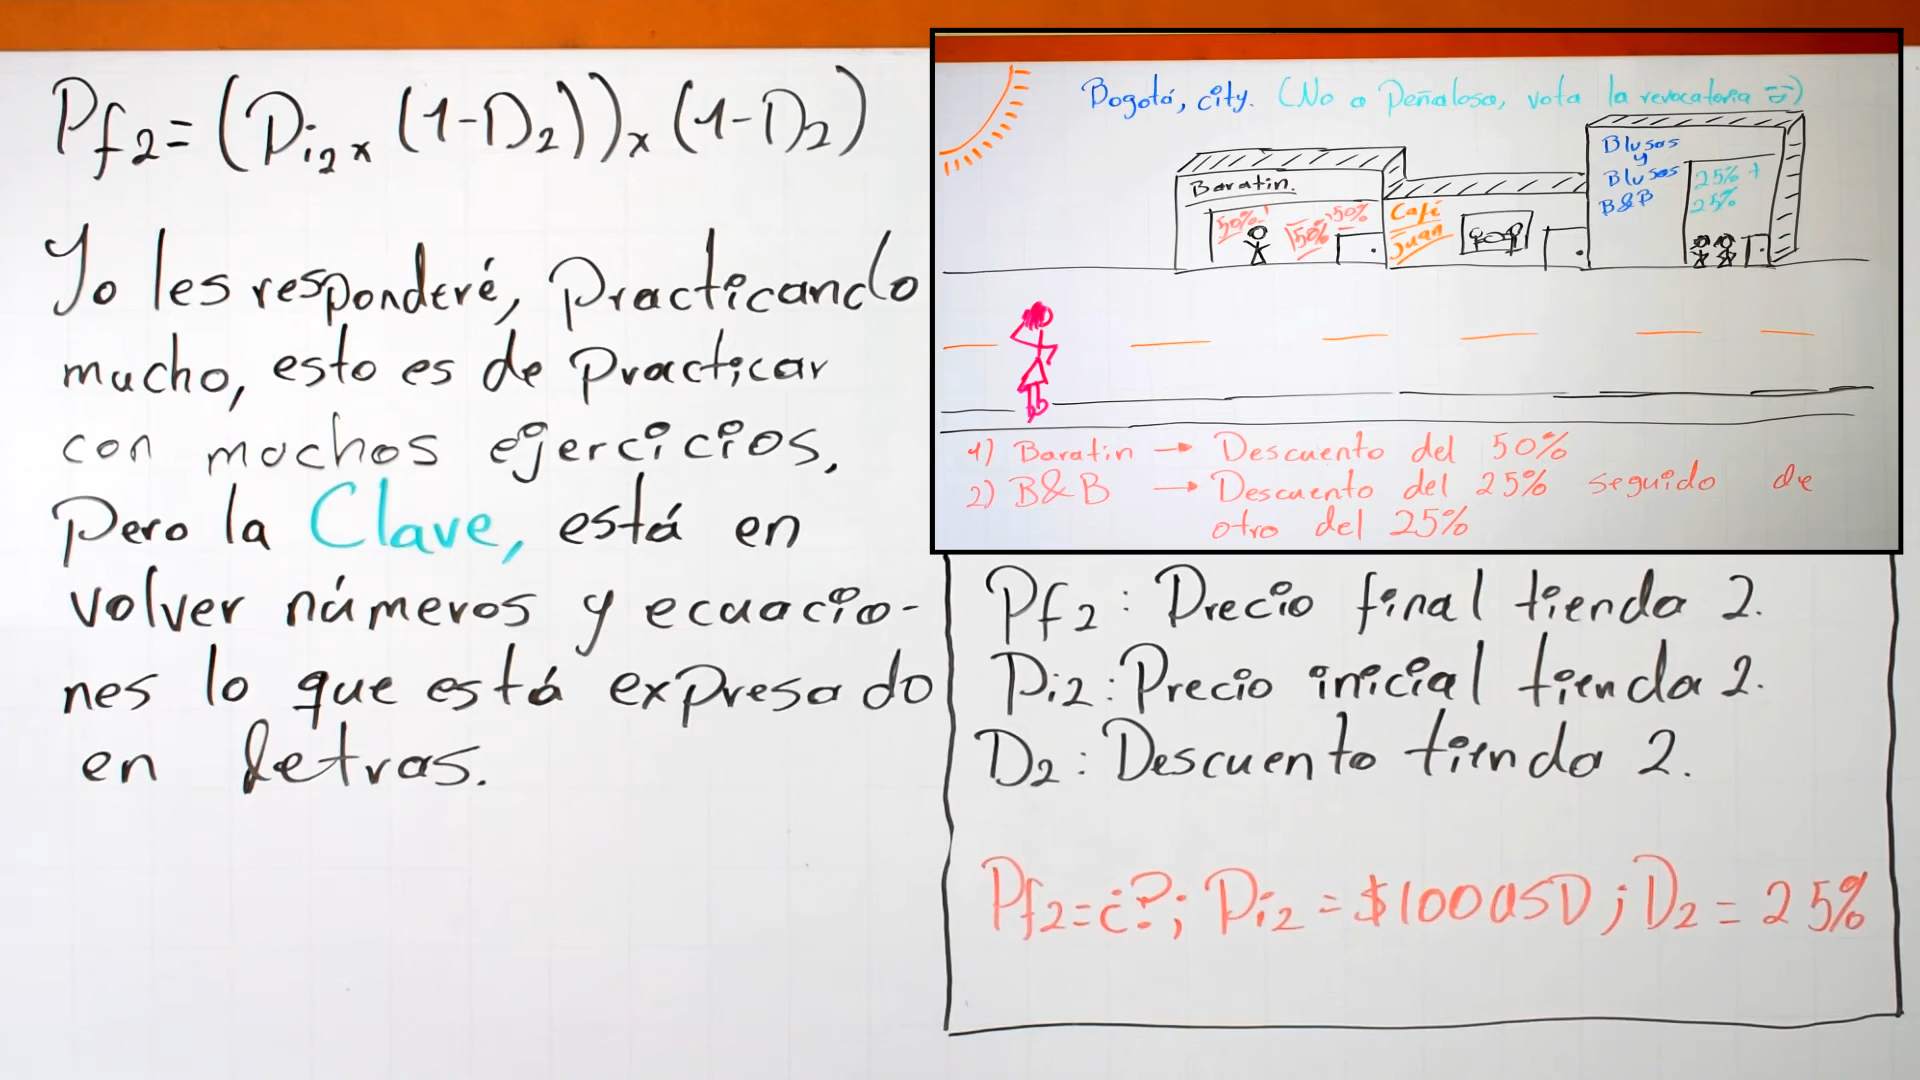 Pf2=(Pi2x(1-D2))x(1-D2)
Yo les responderé, Practicando
mucho, esto es de Practicar
con muchos ejercicios,
Pero la Clave, está en
volver números y ecuacio-
nes lo que está expresado
en letras.
Bogotá, city. (No a Peñalosa, vota la revocatoria =))
Baratin.
50%
50%
50%
Café
Juan
Blusas
y
Blusas
B&B
25% +
25%
1) Baratin → Descuento del 50%
2) B&B → Descuento del 25% seguido de
otro del 25%
Pf2: Precio final tienda 2.
Pi2: Precio inicial tienda 2.
D2: Descuento tienda 2.
Pf2=¿?; Pi2 = $100USD; D2 = 25%